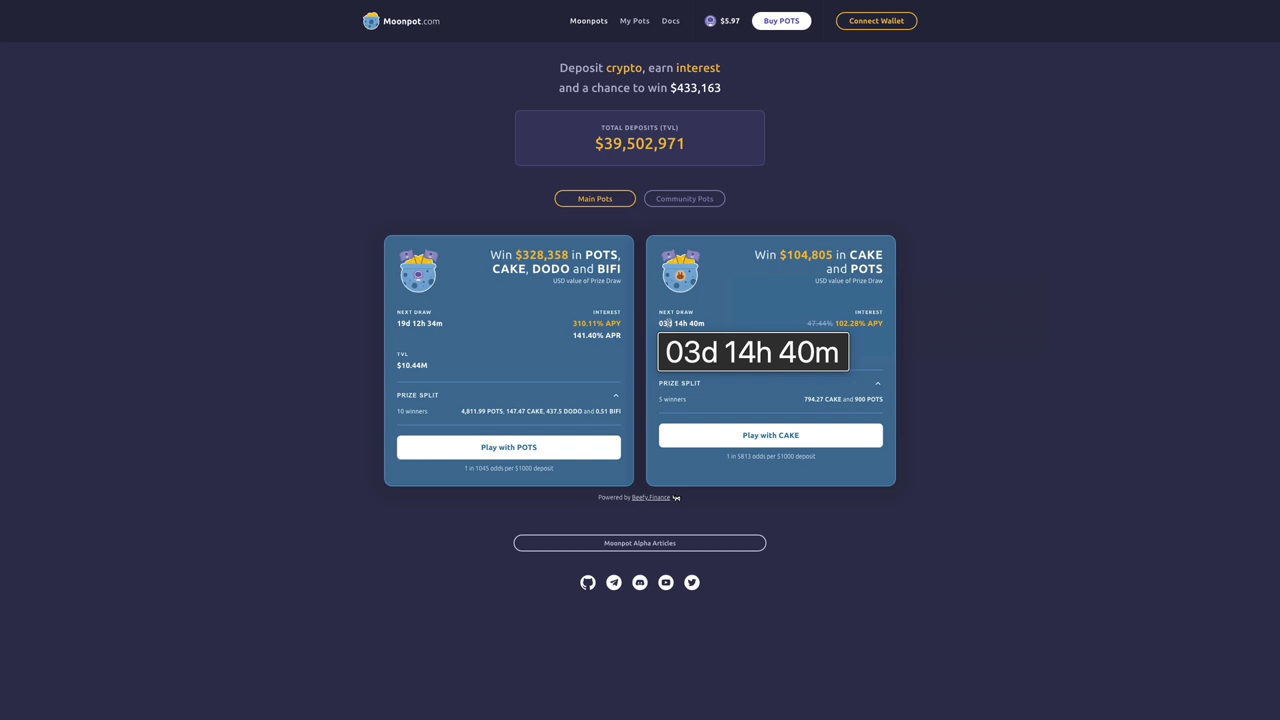 Moonpot.com
Moonpots My Pots Docs $5.97 Buy POTS Connect Wallet
Deposit crypto, earn interest
and a chance to win $433,163
TOTAL DEPOSITS (TVL)
$39,502,971
Main Pots Community Pots
Win $328,358 in POTS,
CAKE, DODO and BIFI
USD value of Prize Draw
NEXT DRAW INTEREST
19d 12h 34m 310.11% APY
141.40% APR
TVL
$10.44M
PRIZE SPLIT
10 winners 4,811.99 POTS, 147.47 CAKE, 437.5 DODO and 0.51 BIFI
Play with POTS
1 in 1045 odds per $1000 deposit
Win $104,805 in CAKE
and POTS
USD value of Prize Draw
NEXT DRAW INTEREST
03d 14h 40m 47.44% 102.28% APY
03d 14h 40m
PRIZE SPLIT
5 winners 794.27 CAKE and 900 POTS
Play with CAKE
1 in 5813 odds per $1000 deposit
Powered by Beefy.Finance
Moonpot Alpha Articles